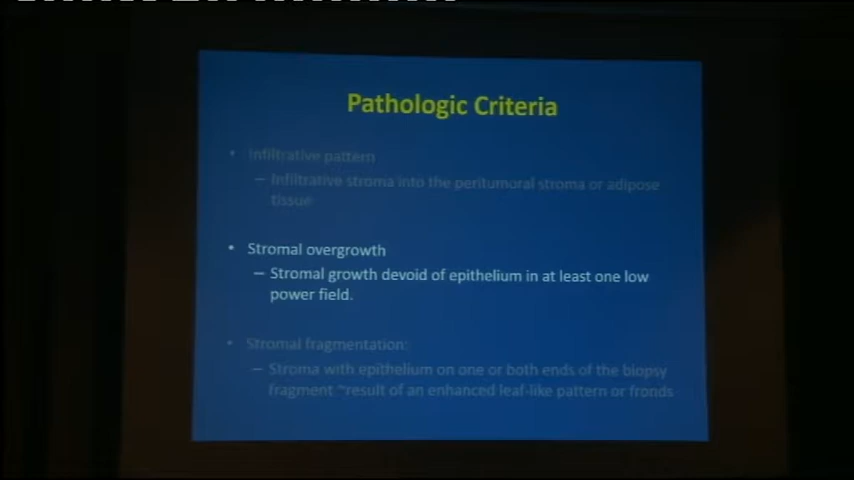 Pathologic Criteria
• Infiltrative pattern
– Infiltrative stroma into the peritumoral stroma or adipose
tissue
• Stromal overgrowth
– Stromal growth devoid of epithelium in at least one low
power field.
• Stromal fragmentation:
– Stroma with epithelium on one or both ends of the biopsy
fragment ~result of an enhanced leaf-like pattern or fronds